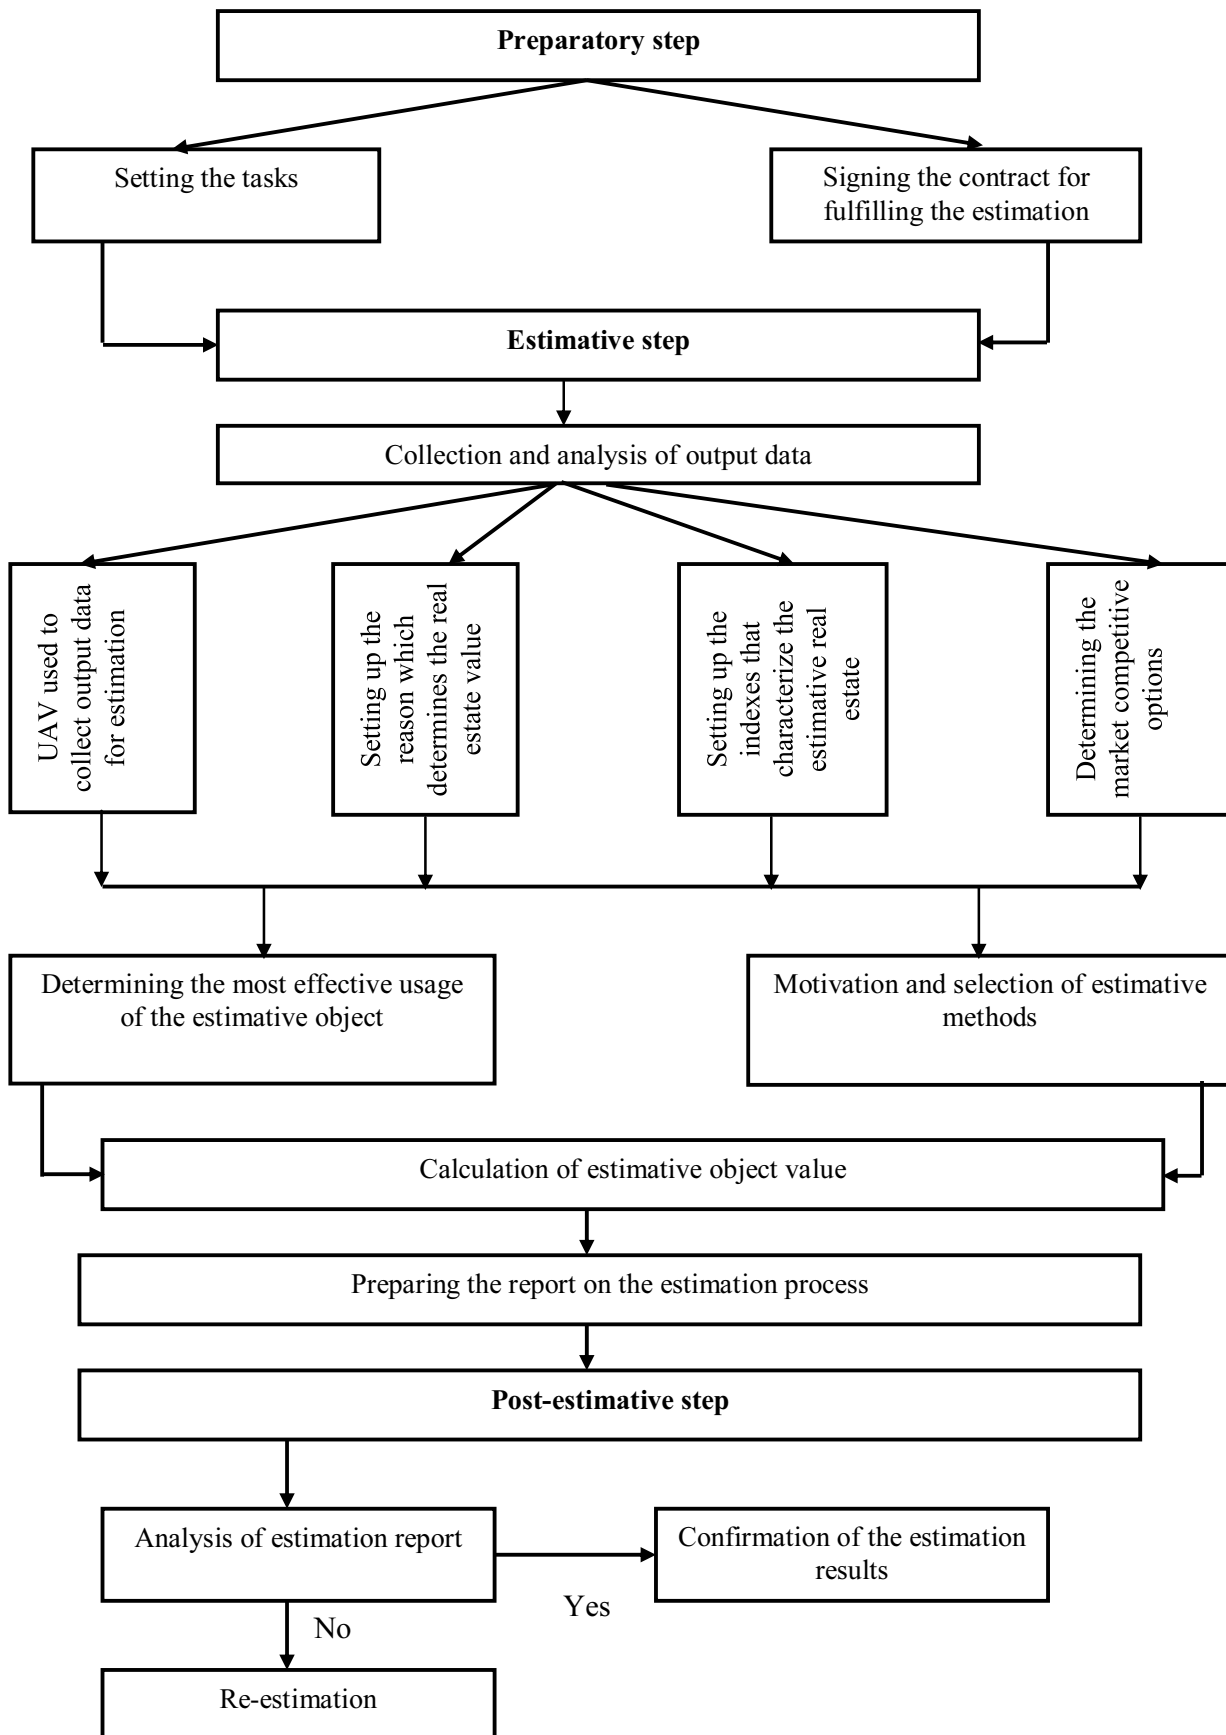 Preparatory step
Setting the tasks
Signing the contract for
fulfilling the estimation
Estimative step
Collection and analysis of output data
UAV used to
collect output data
for estimation
Setting up the
reason which
determines the real
estate value
Setting up the
indexes that
characterize the
estimative real
estate
Determining the
market competitive
options
Determining the most effective usage
of the estimative object
Motivation and selection of estimative
methods
Calculation of estimative object value
Preparing the report on the estimation process
Post-estimative step
Analysis of estimation report
Confirmation of the estimation
results
Yes
No
Re-estimation